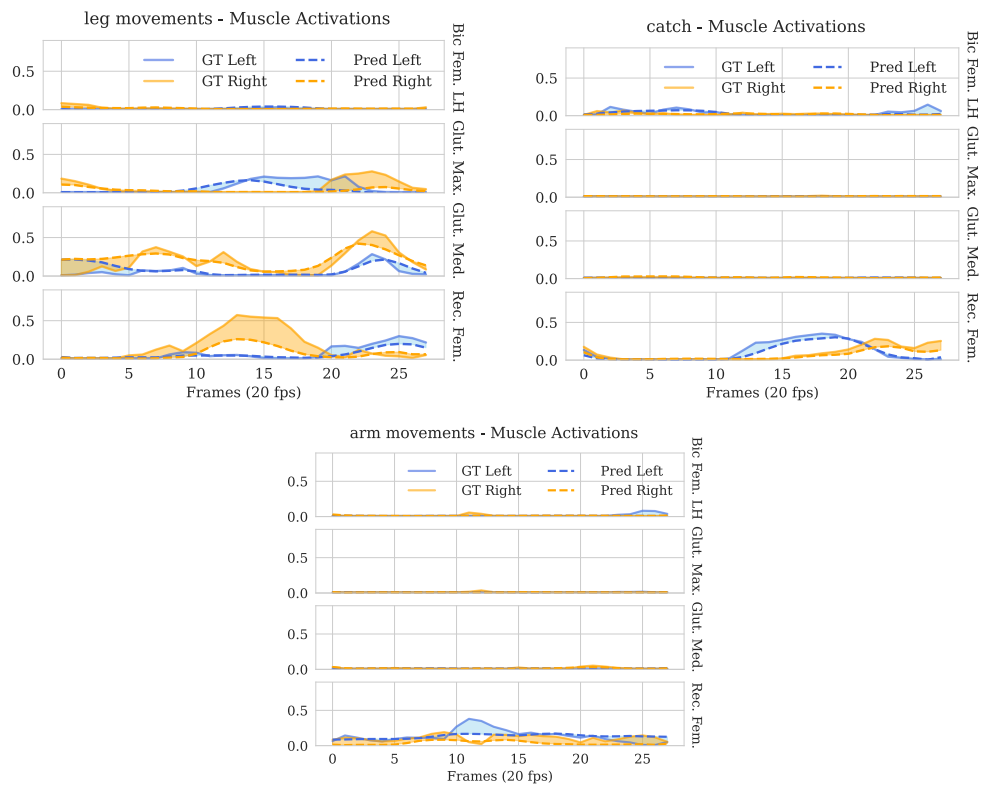 leg movements - Muscle Activations
GT Left
Pred Left
GT Right
Pred Right
0.5
0.0
Bic Fem. LH
0.5
0.0
Glut. Max.
0.5
0.0
Glut. Med.
0.5
0.0
Rec. Fem.
0 5 10 15 20 25
Frames (20 fps)
catch - Muscle Activations
GT Left
Pred Left
GT Right
Pred Right
0.5
0.0
Bic Fem. LH
0.5
0.0
Glut. Max.
0.5
0.0
Glut. Med.
0.5
0.0
Rec. Fem.
0 5 10 15 20 25
Frames (20 fps)
arm movements - Muscle Activations
GT Left
Pred Left
GT Right
Pred Right
0.5
0.0
Bic Fem. LH
0.5
0.0
Glut. Max.
0.5
0.0
Glut. Med.
0.5
0.0
Rec. Fem.
0 5 10 15 20 25
Frames (20 fps)